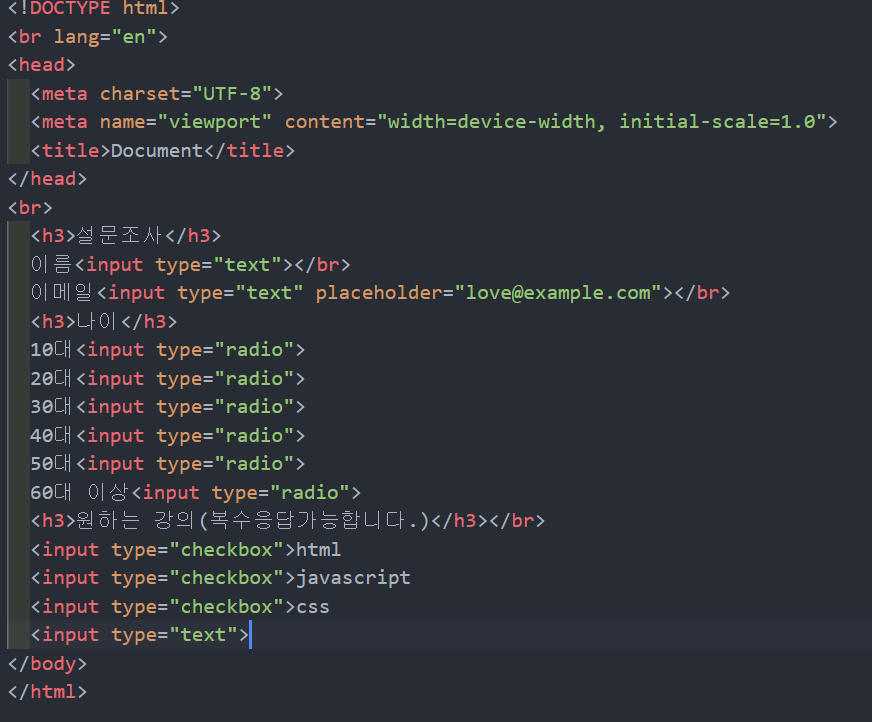 <!DOCTYPE html>
<br lang="en">
<head>
<meta charset="UTF-8">
<meta name="viewport" content="width=device-width, initial-scale=1.0">
<title>Document</title>
</head>
<br>
<h3>설문조사</h3>
이름<input type="text"></br>
이메일<input type="text" placeholder="love@example.com"></br>
<h3>나이</h3>
10대<input type="radio">
20대<input type="radio">
30대<input type="radio">
40대<input type="radio">
50대<input type="radio">
60대 이상<input type="radio">
<h3>원하는 강의(복수응답가능합니다.)</h3></br>
<input type="checkbox">html
<input type="checkbox">javascript
<input type="checkbox">css
<input type="text">
</body>
</html>